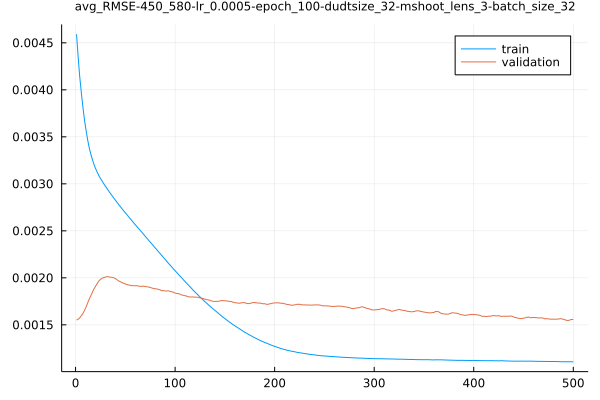 avg_RMSE-450_580-lr_0.0005-epoch_100-dudtsize_32-mshoot_lens_3-batch_size_32
0.0045
train
validation
0.0040
0.0035
0.0030
0.0025
0.0020
0.0015
0 100 200 300 400 500